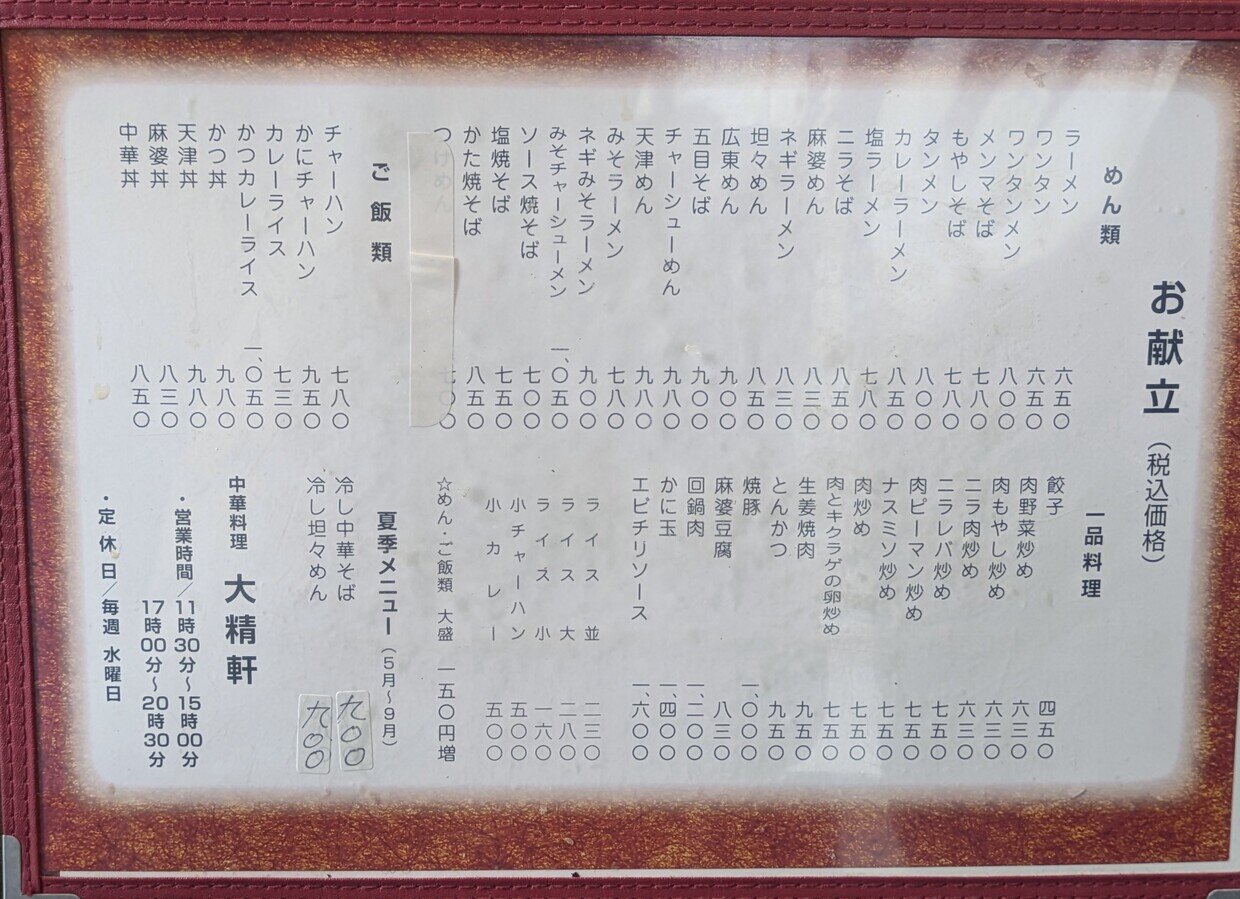 お献立（税込価格）
めん類
ラーメン 六五〇
ワンタン 六五〇
ワンタンメン 八〇〇
メンマそば 七八〇
もやしそば 七八〇
タンメン 八〇〇
カレーラーメン 八五〇
塩ラーメン 七八〇
ニラそば 八五〇
麻婆めん 八三〇
ネギラーメン 八三〇
坦々めん 八五〇
広東めん 九〇〇
五目そば 九〇〇
チャーシューめん 九八〇
天津めん 九八〇
みそラーメン 七八〇
ネギみそラーメン 九〇〇
みそチャーシューメン 一、〇五〇
ソース焼そば 七〇〇
塩焼そば 七五〇
かた焼そば 八五〇
つけめん 七〇〇
ご飯類
チャーハン 七八〇
かにチャーハン 九五〇
カレーライス 七三〇
かつカレーライス 一、〇五〇
かつ丼 九八〇
天津丼 九八〇
麻婆丼 八三〇
中華丼 八五〇
一品料理
餃子 四五〇
肉野菜炒め 六三〇
肉もやし炒め 六三〇
ニラ肉炒め 六三〇
ニラレバ炒め 七五〇
肉ピーマン炒め 七五〇
ナスミソ炒め 七五〇
肉炒め 七五〇
肉とキクラゲの卵炒め 七五〇
生姜焼肉 九五〇
とんかつ 九五〇
焼豚 一、〇〇〇
麻婆豆腐 八三〇
回鍋肉 一、二〇〇
かに玉 一、四〇〇
エビチリソース 一、六〇〇
ライス 並 二三〇
ライス 大 二八〇
ライス 小 一六〇
小チャーハン 五〇〇
小カレー 五〇〇
☆めん・ご飯類 大盛 一五〇円増
夏季メニュー（５月〜９月）
冷し中華そば 九〇〇
冷し坦々めん 九〇〇
中華料理 大精軒
・営業時間／11時30分〜15時00分
17時00分〜20時30分
・定休日／毎週 水曜日